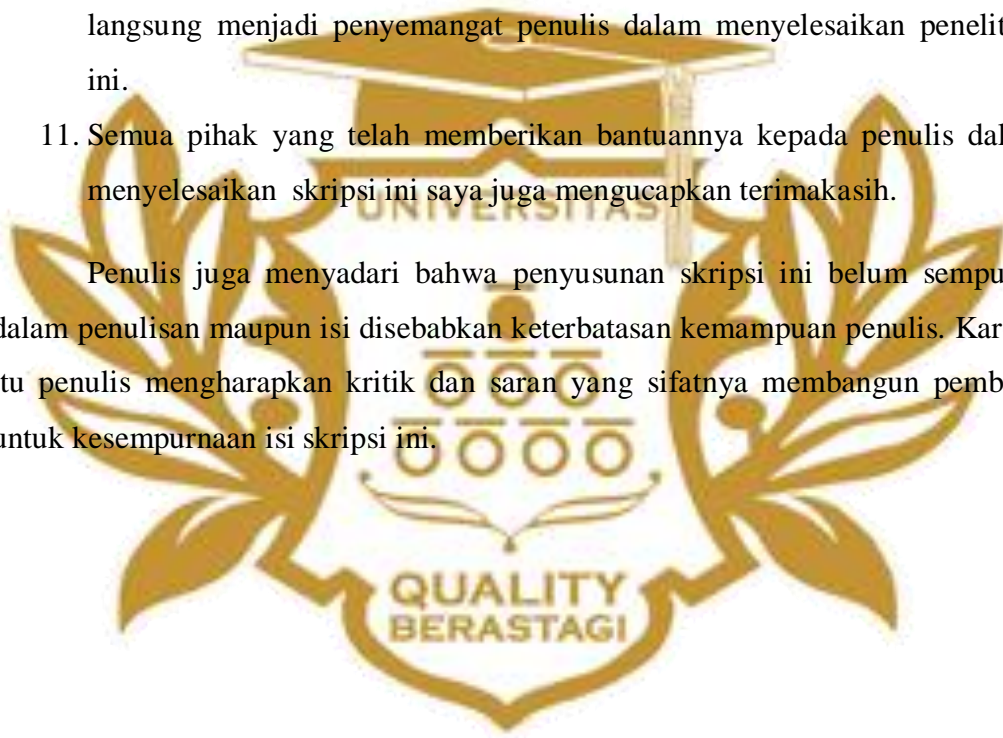 langsung menjadi penyemangat penulis dalam menyelesaikan penelit
ini.
11. Semua pihak yang telah memberikan bantuannya kepada penulis dal
menyelesaikan skripsi ini saya juga mengucapkan terimakasih.
UNIVERSITAS
Penulis juga menyadari bahwa penyusunan skripsi ini belum sempu
dalam penulisan maupun isi disebabkan keterbatasan kemampuan penulis. Kar
tu penulis mengharapkan kritik dan saran yang sifatnya membangun pemb
untuk kesempurnaan isi skripsi ini.
QUALITY
BERASTAGI